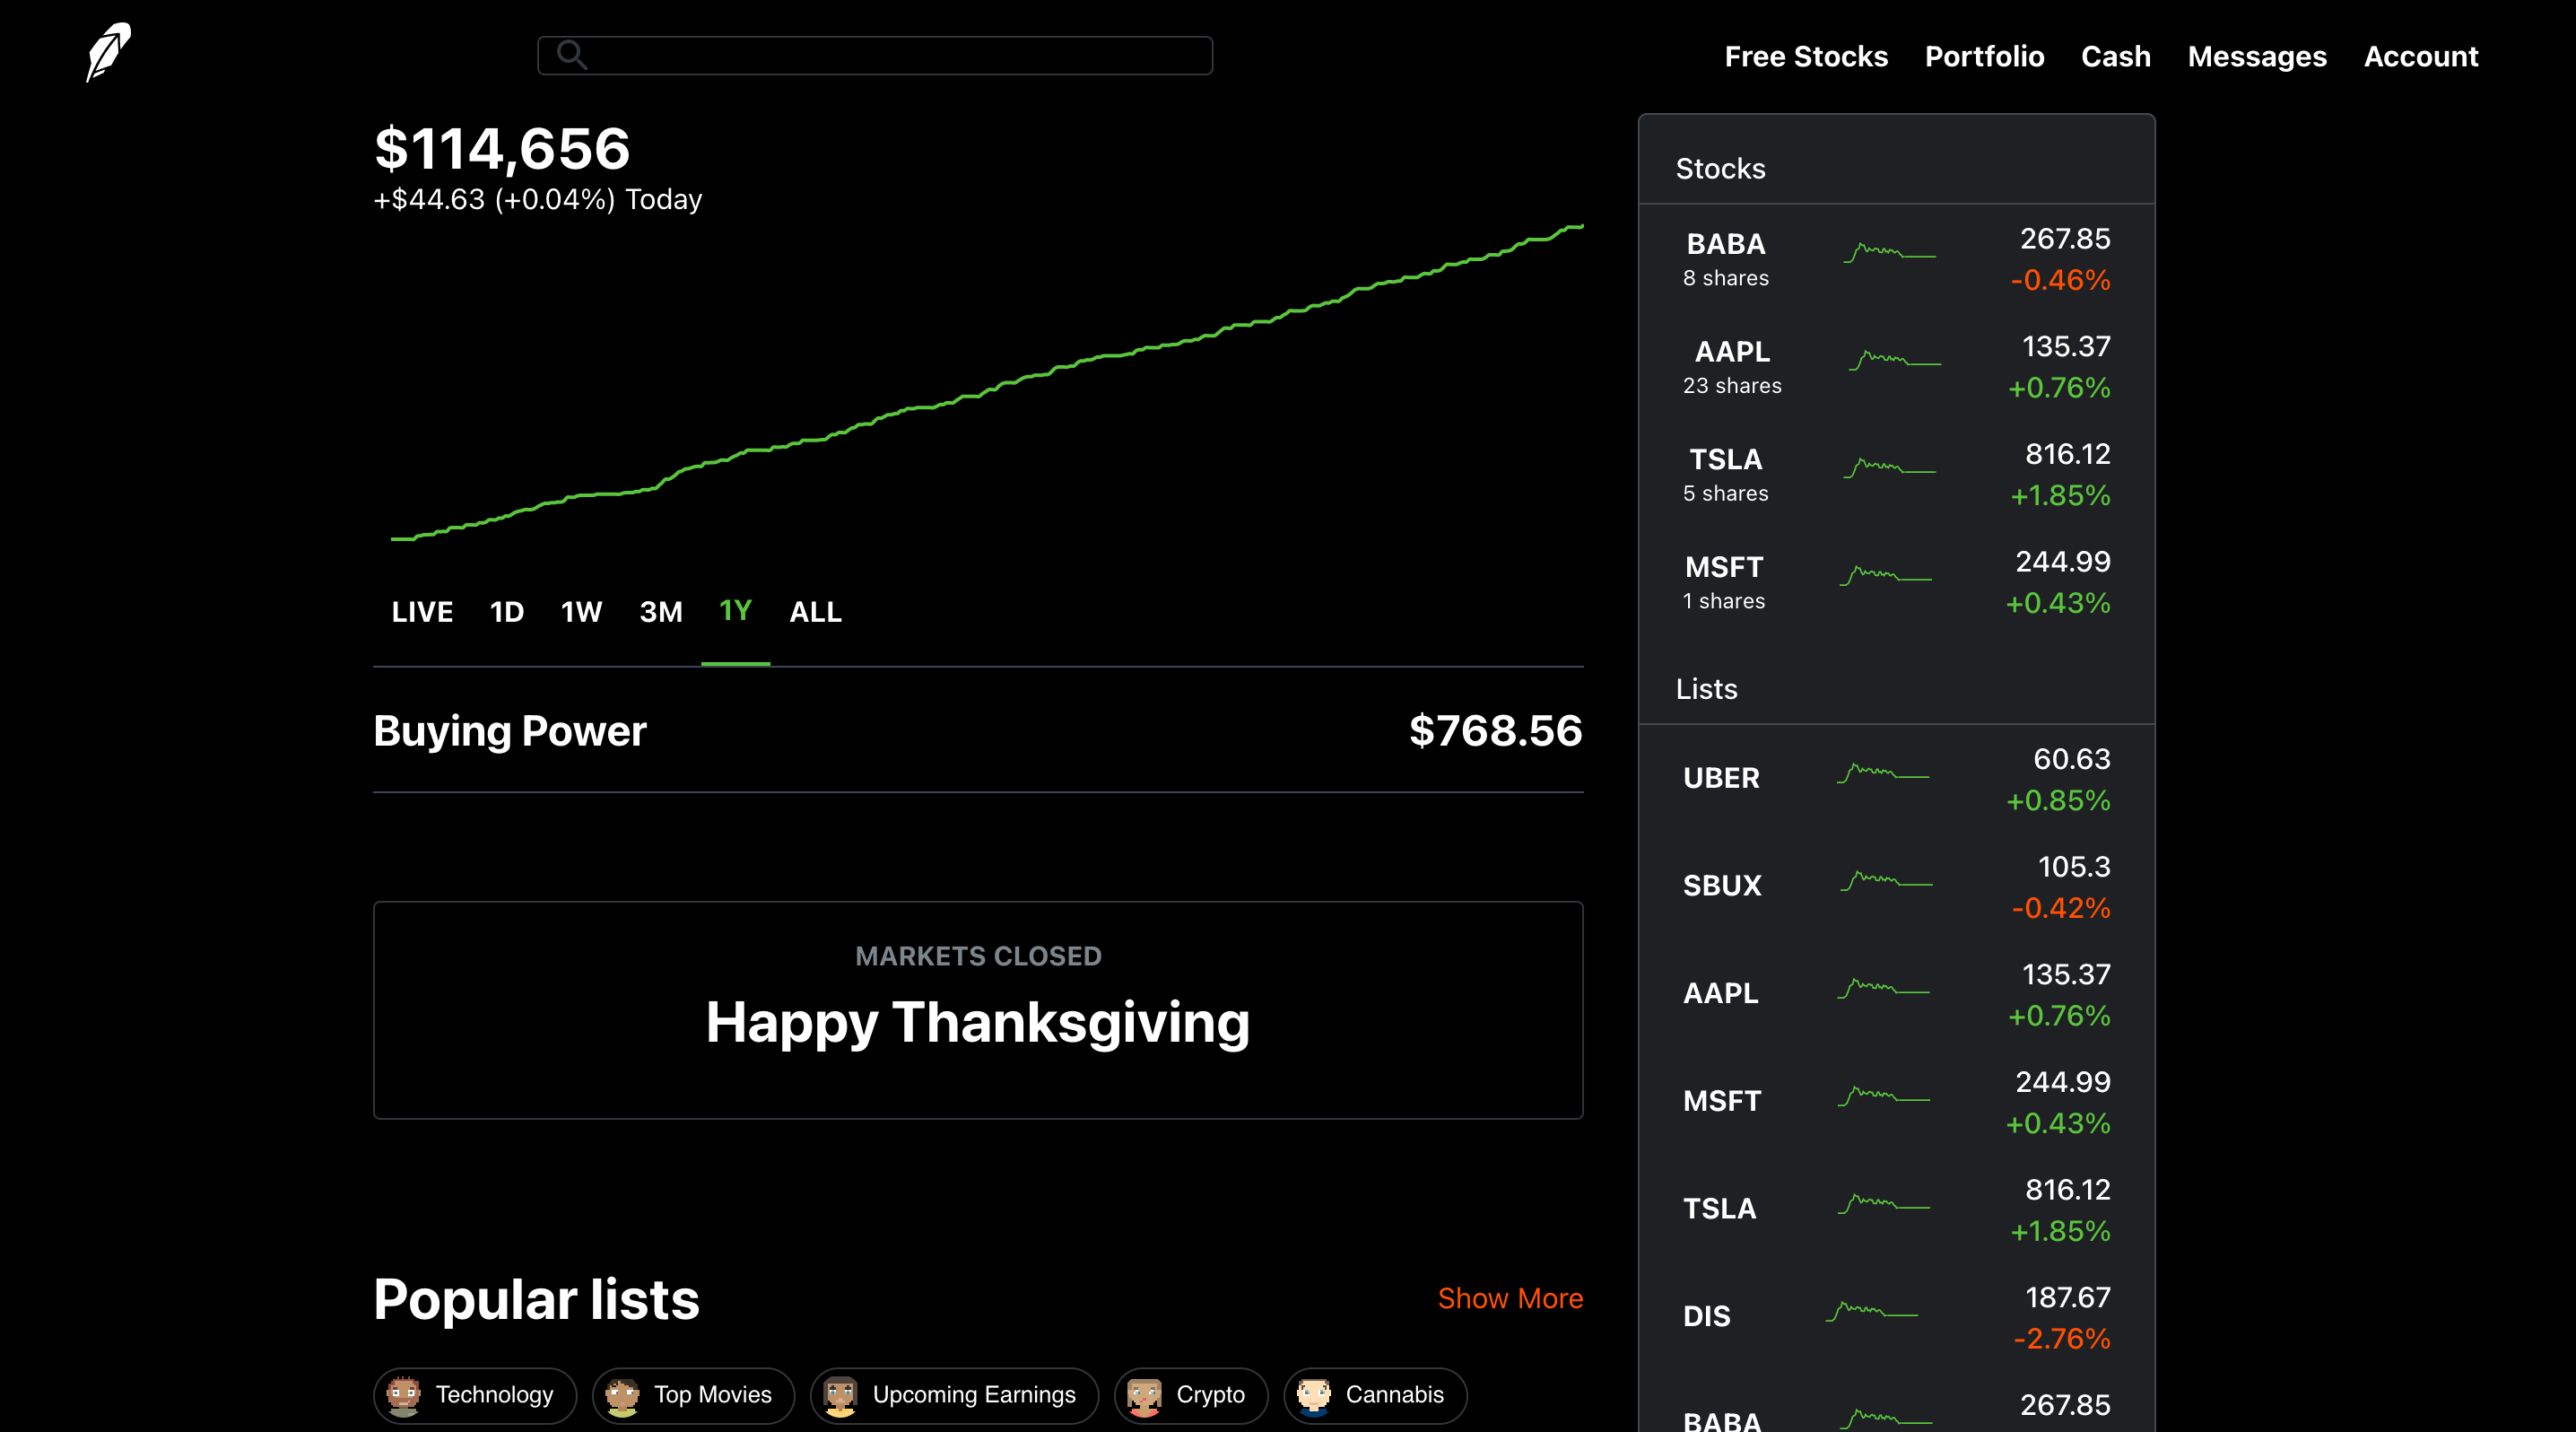 Free Stocks Portfolio Cash Messages Account
$114,656
+$44.63 (+0.04%) Today
LIVE 1D 1W 3M 1Y ALL
Buying Power $768.56
MARKETS CLOSED
Happy Thanksgiving
Popular lists Show More
Technology Top Movies Upcoming Earnings Crypto Cannabis
Stocks
BABA 267.85
8 shares -0.46%
AAPL 135.37
23 shares +0.76%
TSLA 816.12
5 shares +1.85%
MSFT 244.99
1 shares +0.43%
Lists
UBER 60.63
+0.85%
SBUX 105.3
-0.42%
AAPL 135.37
+0.76%
MSFT 244.99
+0.43%
TSLA 816.12
+1.85%
DIS 187.67
-2.76%
BABA 267.85